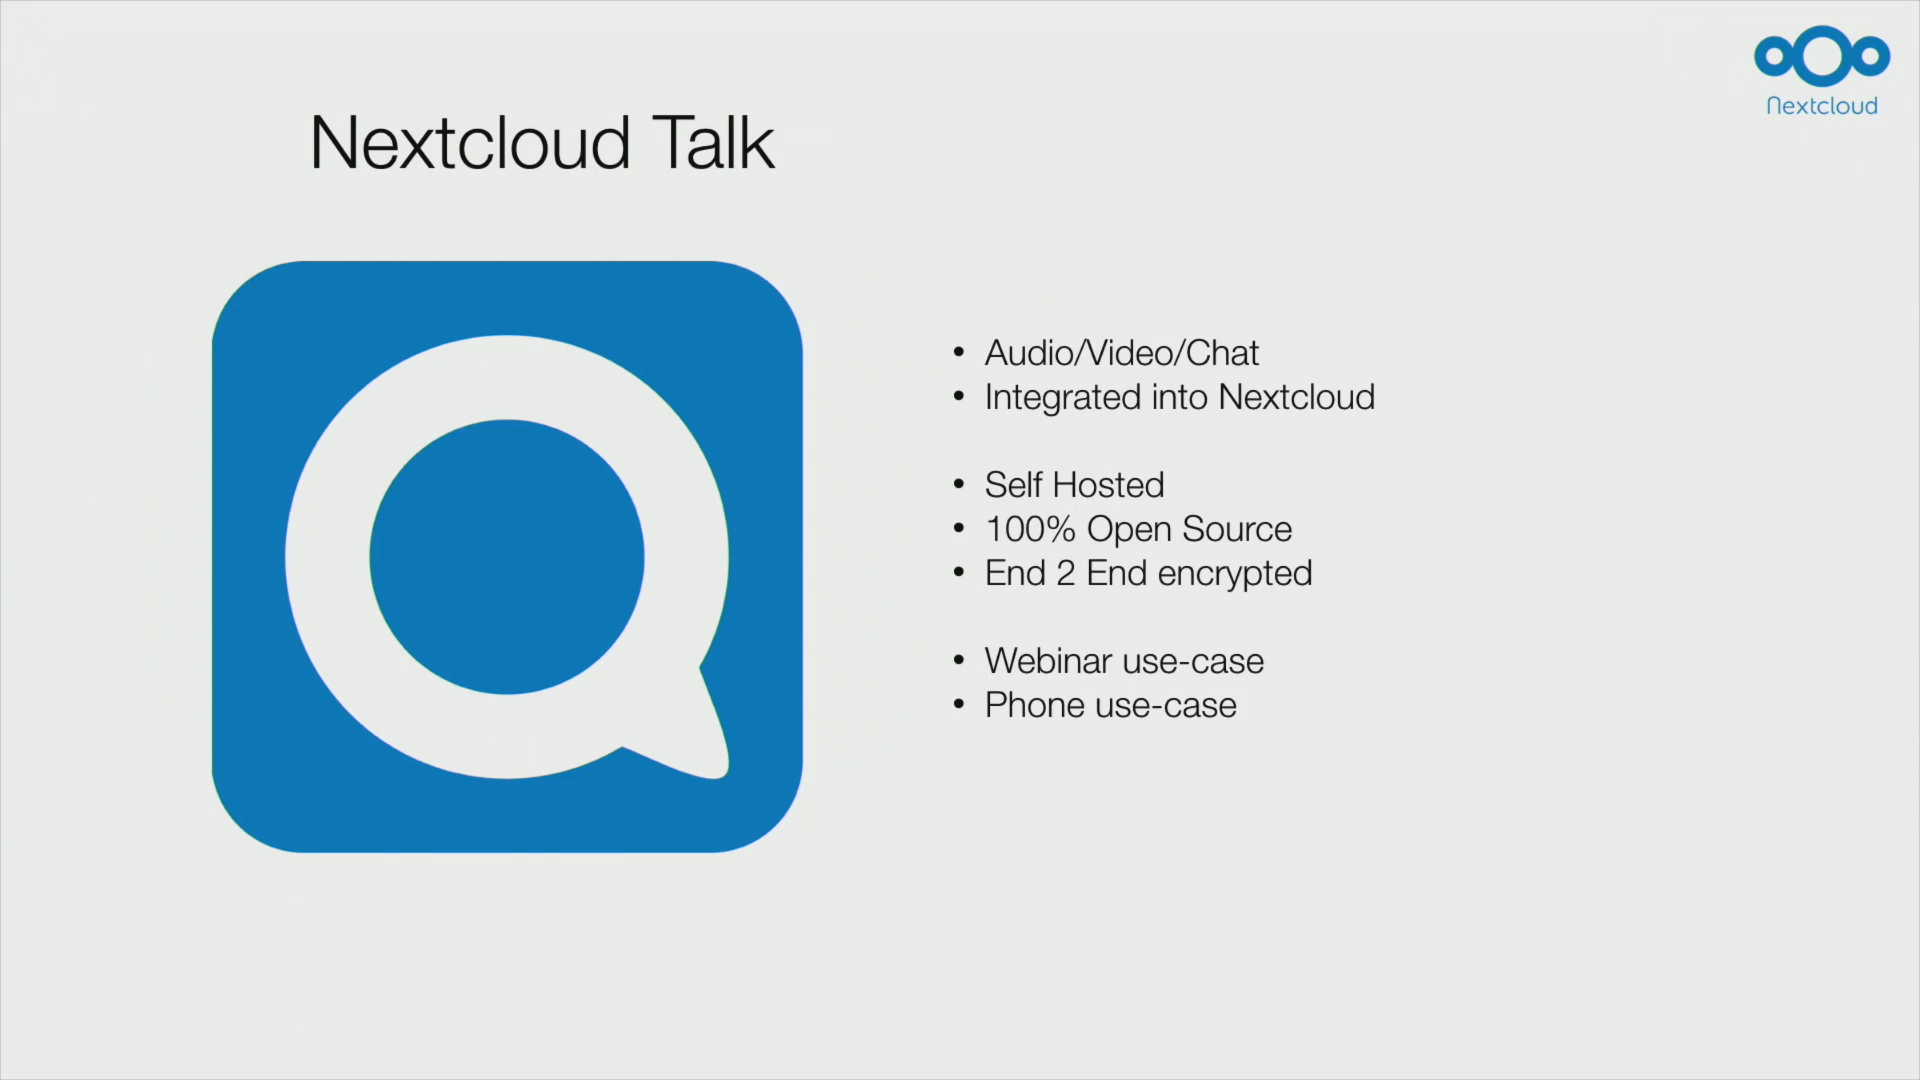 Nextcloud
Nextcloud Talk
• Audio/Video/Chat
• Integrated into Nextcloud
• Self Hosted
• 100% Open Source
• End 2 End encrypted
• Webinar use-case
• Phone use-case